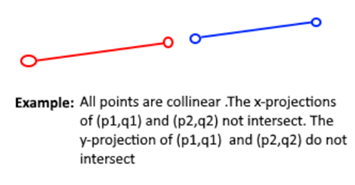 Example: All points are collinear .The x-projections
of (p1,q1) and (p2,q2) not intersect. The
y-projection of (p1,q1) and (p2,q2) do not
intersect